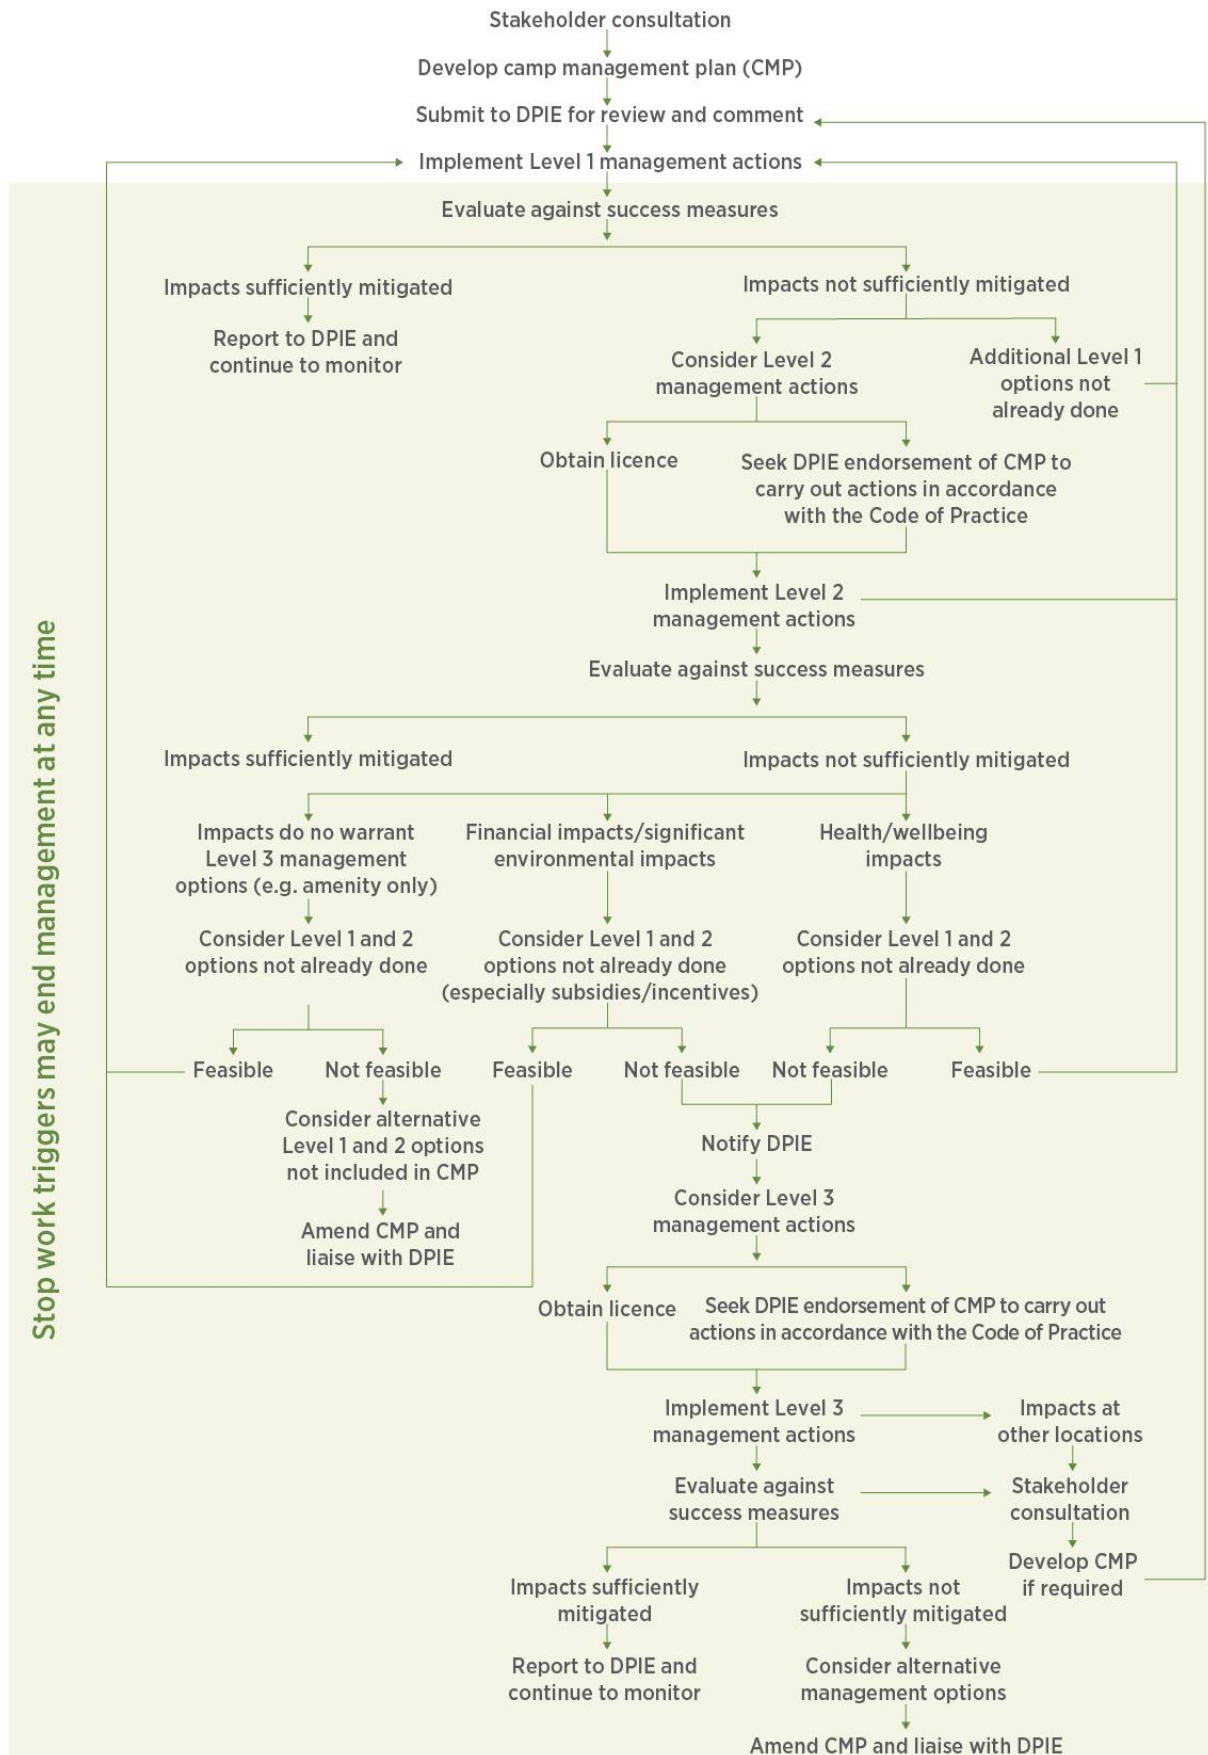 Stakeholder consultation
Develop camp management plan (CMP)
Submit to DPIE for review and comment
Implement Level 1 management actions
Evaluate against success measures
Impacts sufficiently mitigated
Report to DPIE and
continue to monitor
Impacts not sufficiently mitigated
Consider Level 2
management actions
Additional Level 1
options not
already done
Obtain licence
Seek DPIE endorsement of CMP to
carry out actions in accordance
with the Code of Practice
Implement Level 2
management actions
Evaluate against success measures
Impacts sufficiently mitigated
Impacts not sufficiently mitigated
Impacts do no warrant
Level 3 management
options (e.g. amenity only)
Financial impacts/significant
environmental impacts
Health/wellbeing
impacts
Consider Level 1 and 2
options not already done
Consider Level 1 and 2
options not already done
(especially subsidies/incentives)
Consider Level 1 and 2
options not already done
Feasible
Not feasible
Feasible
Not feasible
Not feasible
Feasible
Consider alternative
Level 1 and 2 options
not included in CMP
Amend CMP and
liaise with DPIE
Notify DPIE
Consider Level 3
management actions
Obtain licence
Seek DPIE endorsement of CMP to carry out
actions in accordance with the Code of Practice
Implement Level 3
management actions
Impacts at
other locations
Evaluate against
success measures
Stakeholder
consultation
Develop CMP
if required
Impacts sufficiently
mitigated
Impacts not
sufficiently mitigated
Report to DPIE and
continue to monitor
Consider alternative
management options
Amend CMP and liaise with DPIE
Stop work triggers may end management at any time